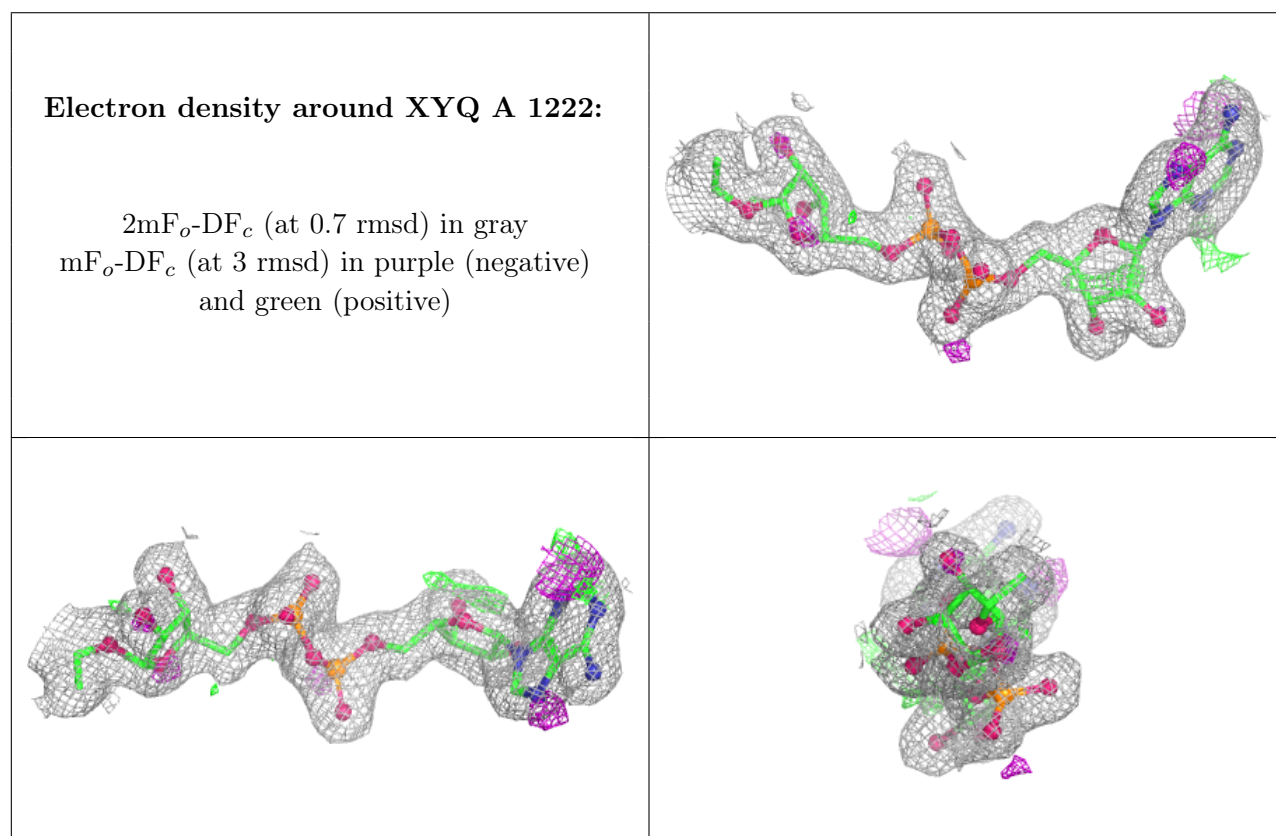 Electron density around XYQ A 1222:
2mFo-DFc (at 0.7 rmsd) in gray
mFo-DFc (at 3 rmsd) in purple (negative)
and green (positive)